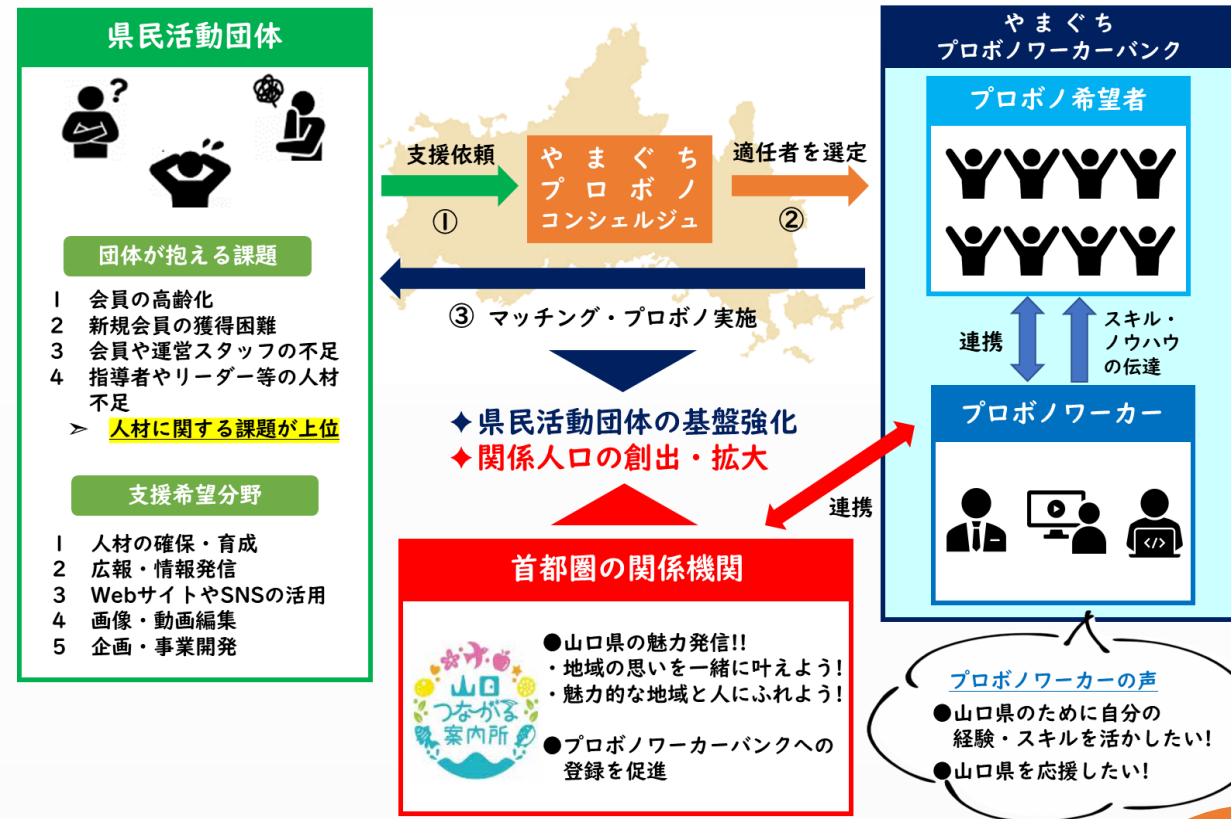 県民活動団体
?
団体が抱える課題
1 会員の高齢化
2 新規会員の獲得困難
3 会員や運営スタッフの不足
4 指導者やリーダー等の人材
不足
➢ 人材に関する課題が上位
支援希望分野
1 人材の確保・育成
2 広報・情報発信
3 WebサイトやSNSの活用
4 画像・動画編集
5 企画・事業開発
支援依頼
①
やまぐち
プロボノ
コンシェルジュ
適任者を選定
②
③ マッチング・プロボノ実施
✦県民活動団体の基盤強化
✦関係人口の創出・拡大
首都圏の関係機関
山口
つながる
案内所
●山口県の魅力発信!!
・地域の思いを一緒に叶えよう!
・魅力的な地域と人にふれよう!
●プロボノワーカーバンクへの
登録を促進
連携
やまぐち
プロボノワーカーバンク
プロボノ希望者
連携
スキル・
ノウハウ
の伝達
プロボノワーカー
</>
プロボノワーカーの声
●山口県のために自分の
経験・スキルを活かしたい!
●山口県を応援したい!